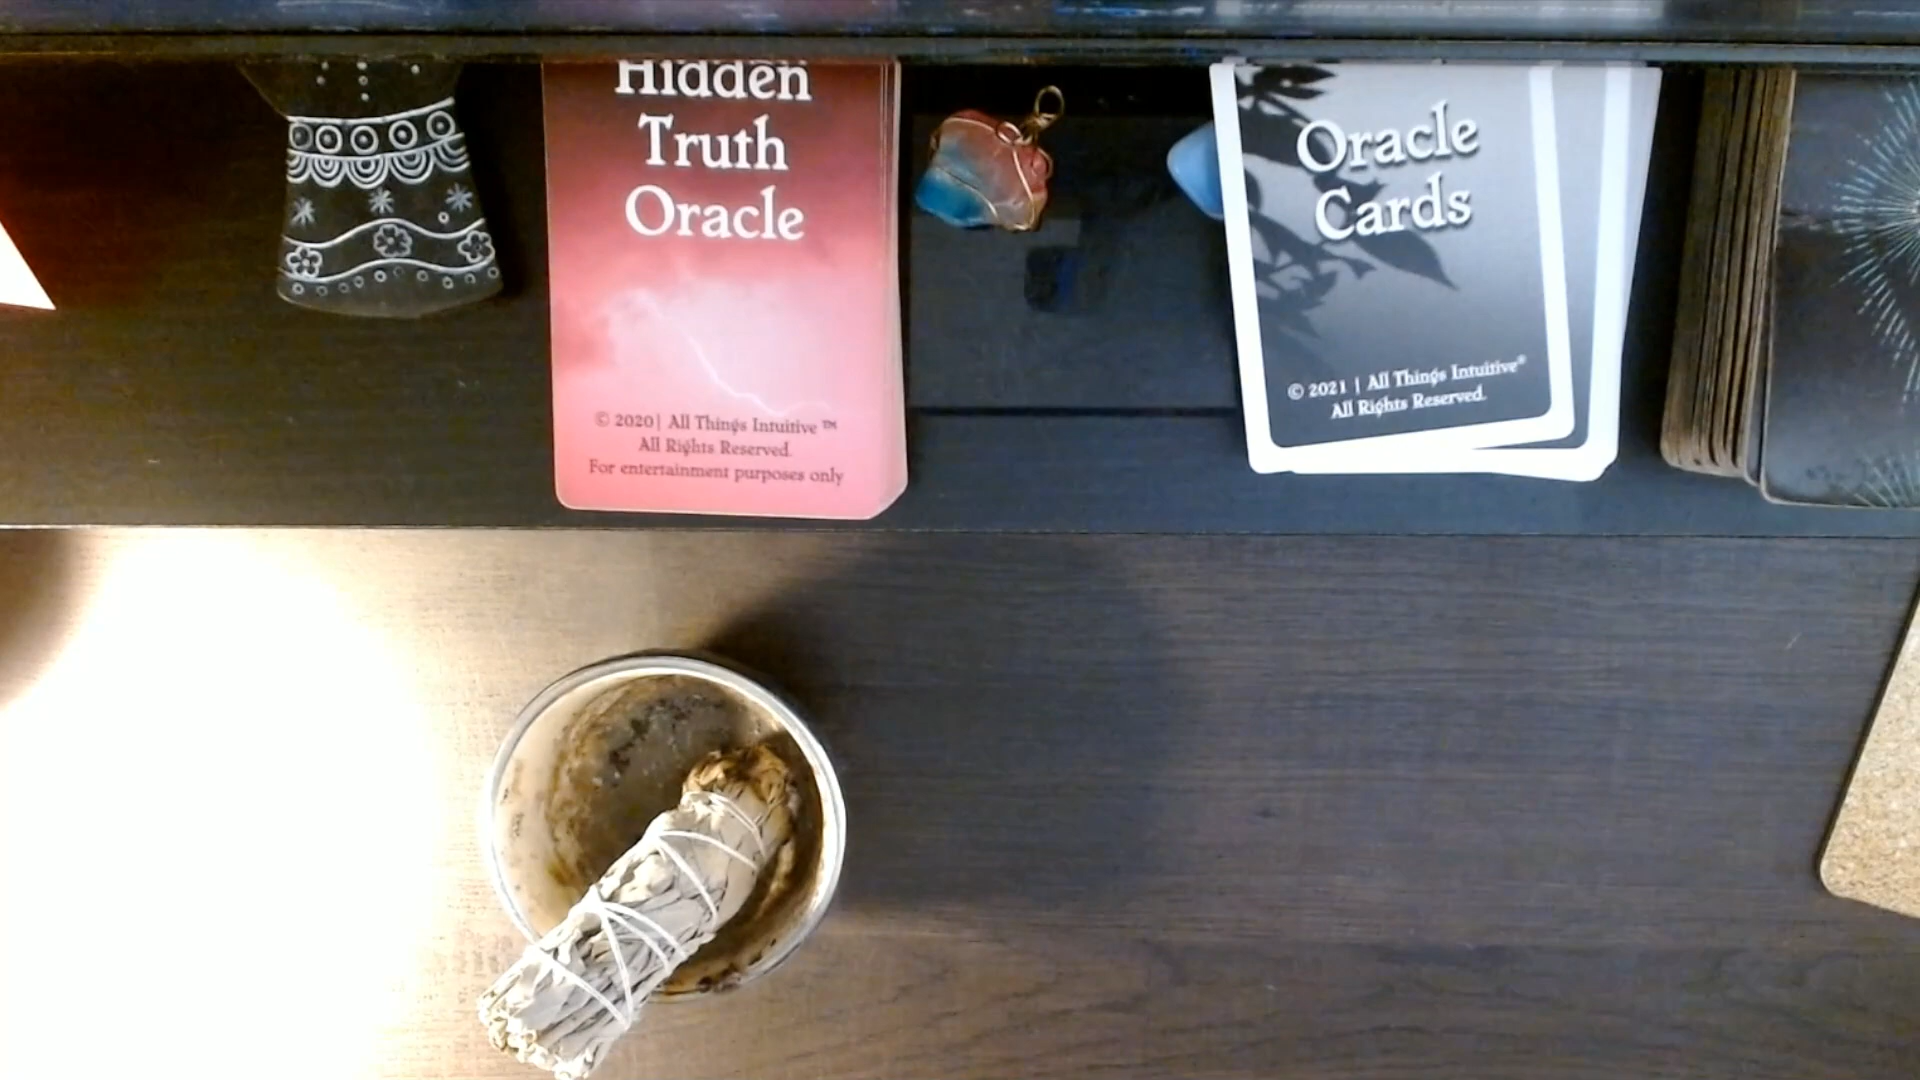 Hidden
Truth
Oracle
© 2020| All Things Intuitive ™
All Rights Reserved.
For entertainment purposes only
Oracle
Cards
© 2021 | All Things Intuitive®
All Rights Reserved.